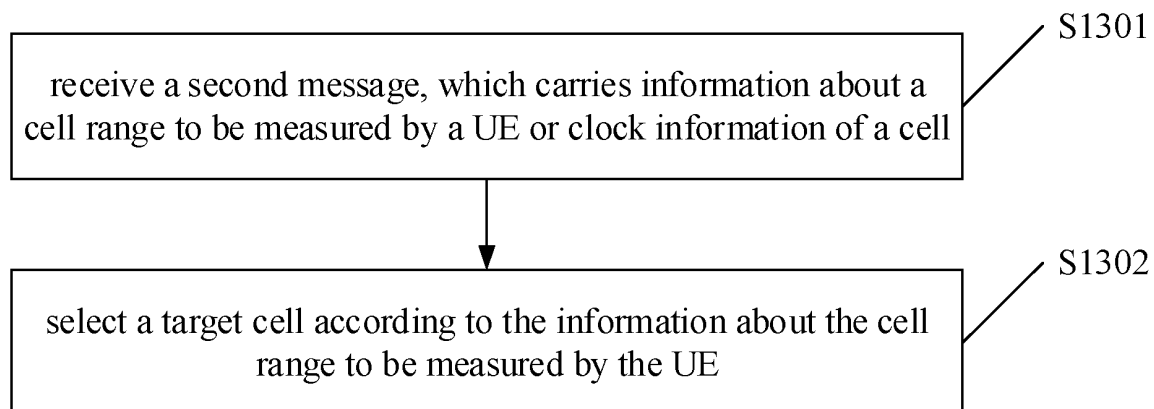 S1301
receive a second message, which carries information about a
cell range to be measured by a UE or clock information of a cell
S1302
select a target cell according to the information about the cell
range to be measured by the UE